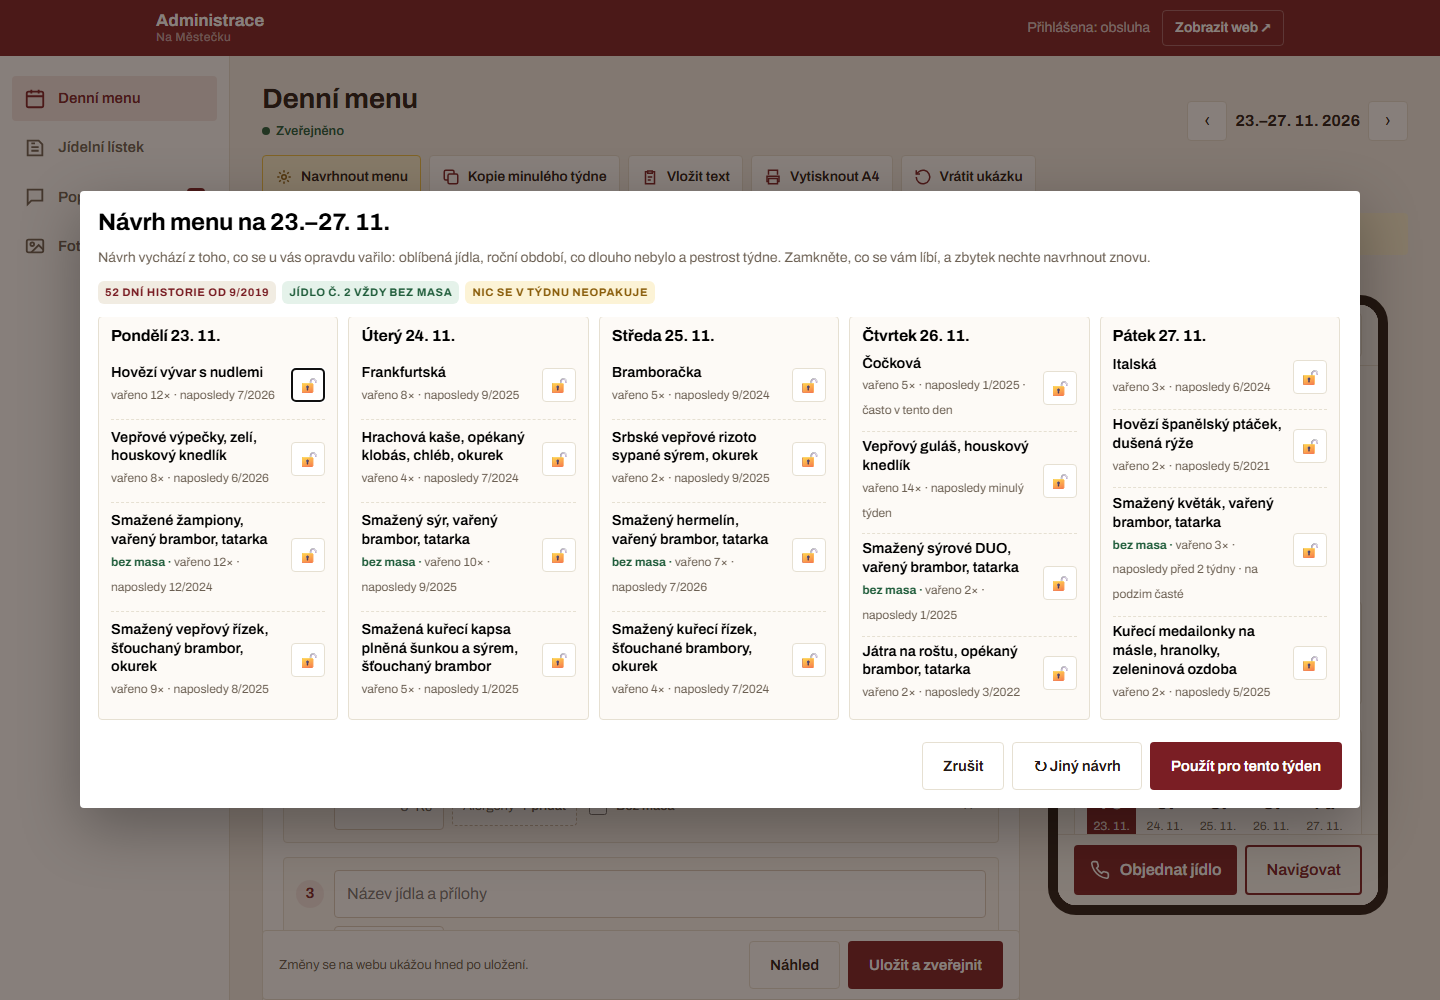 Administrace
Na Městečku
Přihlášena: obsluha
Zobrazit web ↗
Denní menu
Jídelní lístek
Denní menu
Zveřejněno
‹
23.–27. 11. 2026
›
Navrhnout menu
Kopie minulého týdne
Vložit text
Vytisknout A4
Vrátit ukázku
Návrh menu na 23.–27. 11.
Návrh vychází z toho, co se u vás opravdu vařilo: oblíbená jídla, roční období, co dlouho nebylo a pestrost týdne. Zamkněte, co se vám líbí, a zbytek nechte navrhnout znovu.
52 DNÍ HISTORIE OD 9/2019
JÍDLO Č. 2 VŽDY BEZ MASA
NIC SE V TÝDNU NEOPAKUJE
Pondělí 23. 11.
Hovězí vývar s nudlemi
vařeno 12× · naposledy 7/2026
Vepřové výpečky, zelí,
houskový knedlík
vařeno 8× · naposledy 6/2026
Smažené žampiony,
vařený brambor, tatarka
bez masa · vařeno 12× ·
naposledy 12/2024
Smažený vepřový řízek,
šťouchaný brambor,
okurek
vařeno 9× · naposledy 8/2025
Úterý 24. 11.
Frankfurtská
vařeno 8× · naposledy 9/2025
Hrachová kaše, opékaný
klobás, chléb, okurek
vařeno 4× · naposledy 7/2024
Smažený sýr, vařený
brambor, tatarka
bez masa · vařeno 10× ·
naposledy 9/2025
Smažená kuřecí kapsa
plněná šunkou a sýrem,
šťouchaný brambor
vařeno 5× · naposledy 1/2025
Středa 25. 11.
Bramboračka
vařeno 5× · naposledy 9/2024
Srbské vepřové rizoto
sypané sýrem, okurek
vařeno 2× · naposledy 9/2025
Smažený hermelín,
vařený brambor, tatarka
bez masa · vařeno 7× ·
naposledy 7/2026
Smažený kuřecí řízek,
šťouchané brambory,
okurek
vařeno 4× · naposledy 7/2024
Čtvrtek 26. 11.
Čočková
vařeno 5× · naposledy 1/2025 ·
často v tento den
Vepřový guláš, houskový
knedlík
vařeno 14× · naposledy minulý
týden
Smažený sýrové DUO,
vařený brambor, tatarka
bez masa · vařeno 2× ·
naposledy 1/2025
Játra na roštu, opékaný
brambor, tatarka
vařeno 2× · naposledy 3/2022
Pátek 27. 11.
Italská
vařeno 3× · naposledy 6/2024
Hovězí španělský ptáček,
dušená rýže
vařeno 2× · naposledy 5/2021
Smažený květák, vařený
brambor, tatarka
bez masa · vařeno 3× ·
naposledy před 2 týdny · na
podzim časté
Kuřecí medailonky na
másle, hranolky,
zeleninová ozdoba
vařeno 2× · naposledy 5/2025
Zrušit
↻ Jiný návrh
Použít pro tento týden
23. 11.
24. 11.
25. 11.
26. 11.
27. 11.
Objednat jídlo
Navigovat
3
Název jídla a přílohy
Změny se na webu ukážou hned po uložení.
Náhled
Uložit a zveřejnit